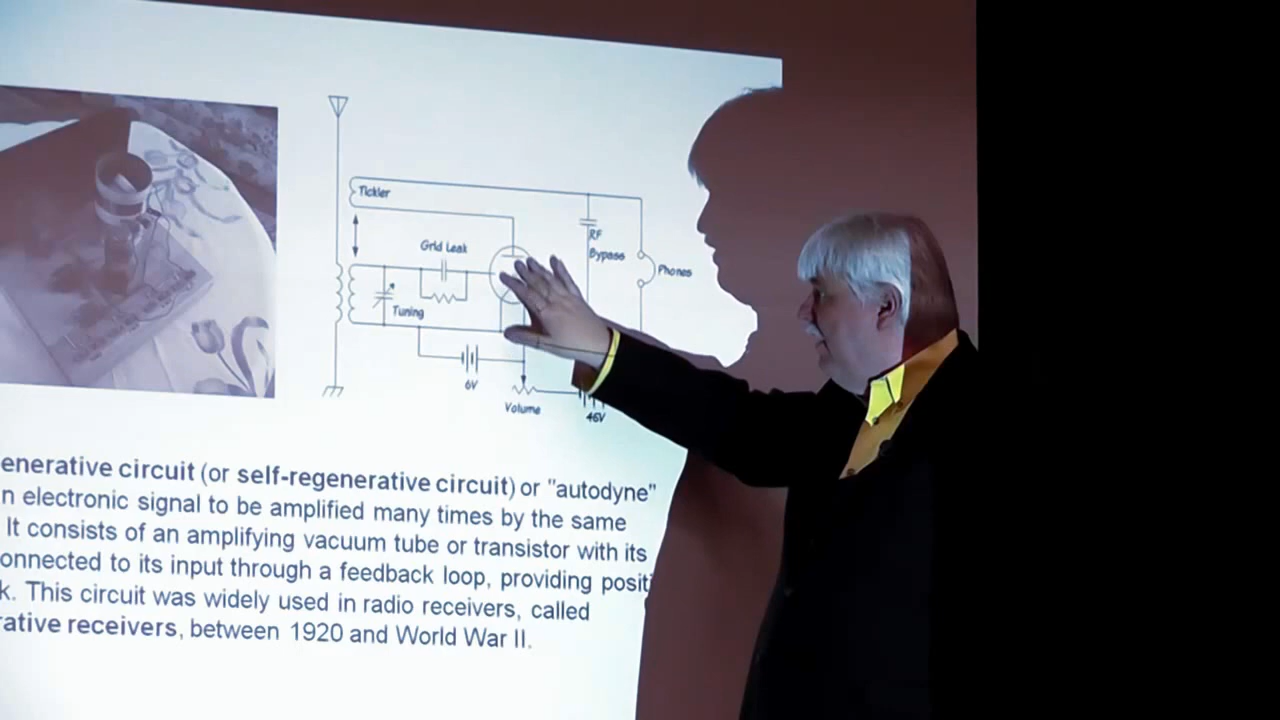 Tickler
Grid Leak
RF
Bypass
Phones
Tuning
6V
Volume
46V
enerative circuit (or self-regenerative circuit) or "autodyne"
n electronic signal to be amplified many times by the same
It consists of an amplifying vacuum tube or transistor with its
onnected to its input through a feedback loop, providing positi
k. This circuit was widely used in radio receivers, called
rative receivers, between 1920 and World War II.